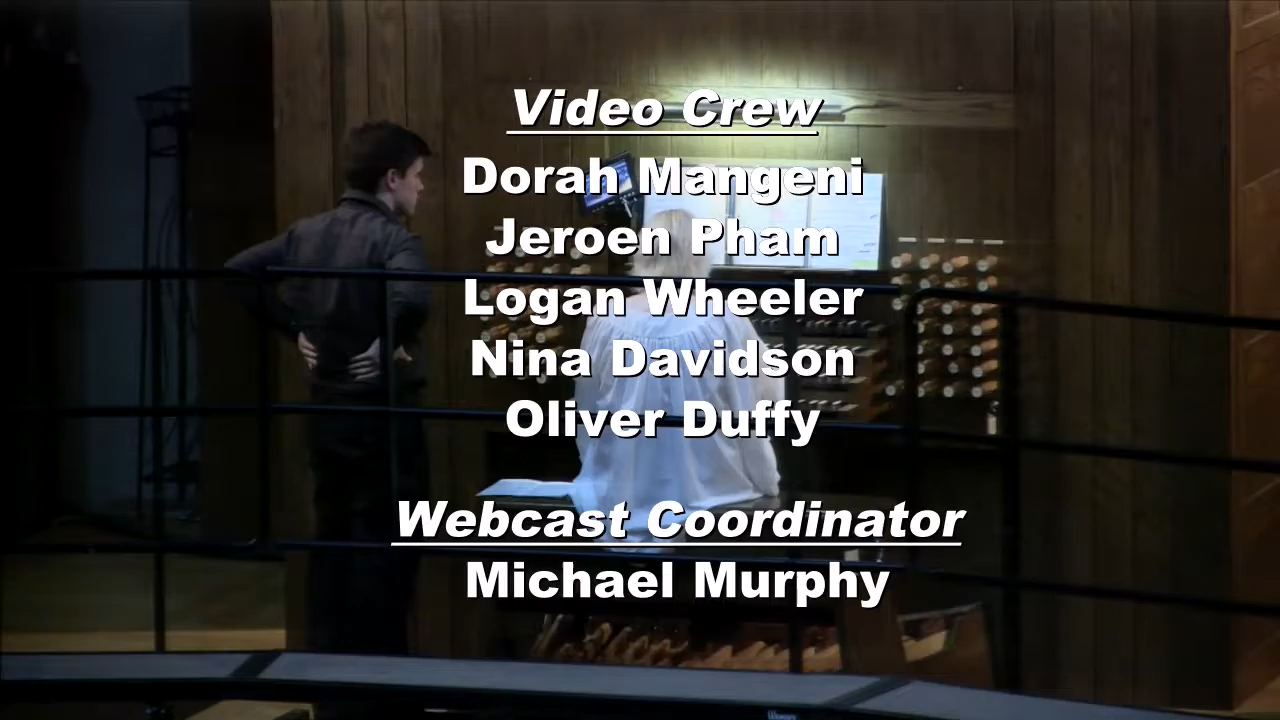 Video Crew
Dorah Mangeni
Jeroen Pham
Logan Wheeler
Nina Davidson
Oliver Duffy
Webcast Coordinator
Michael Murphy